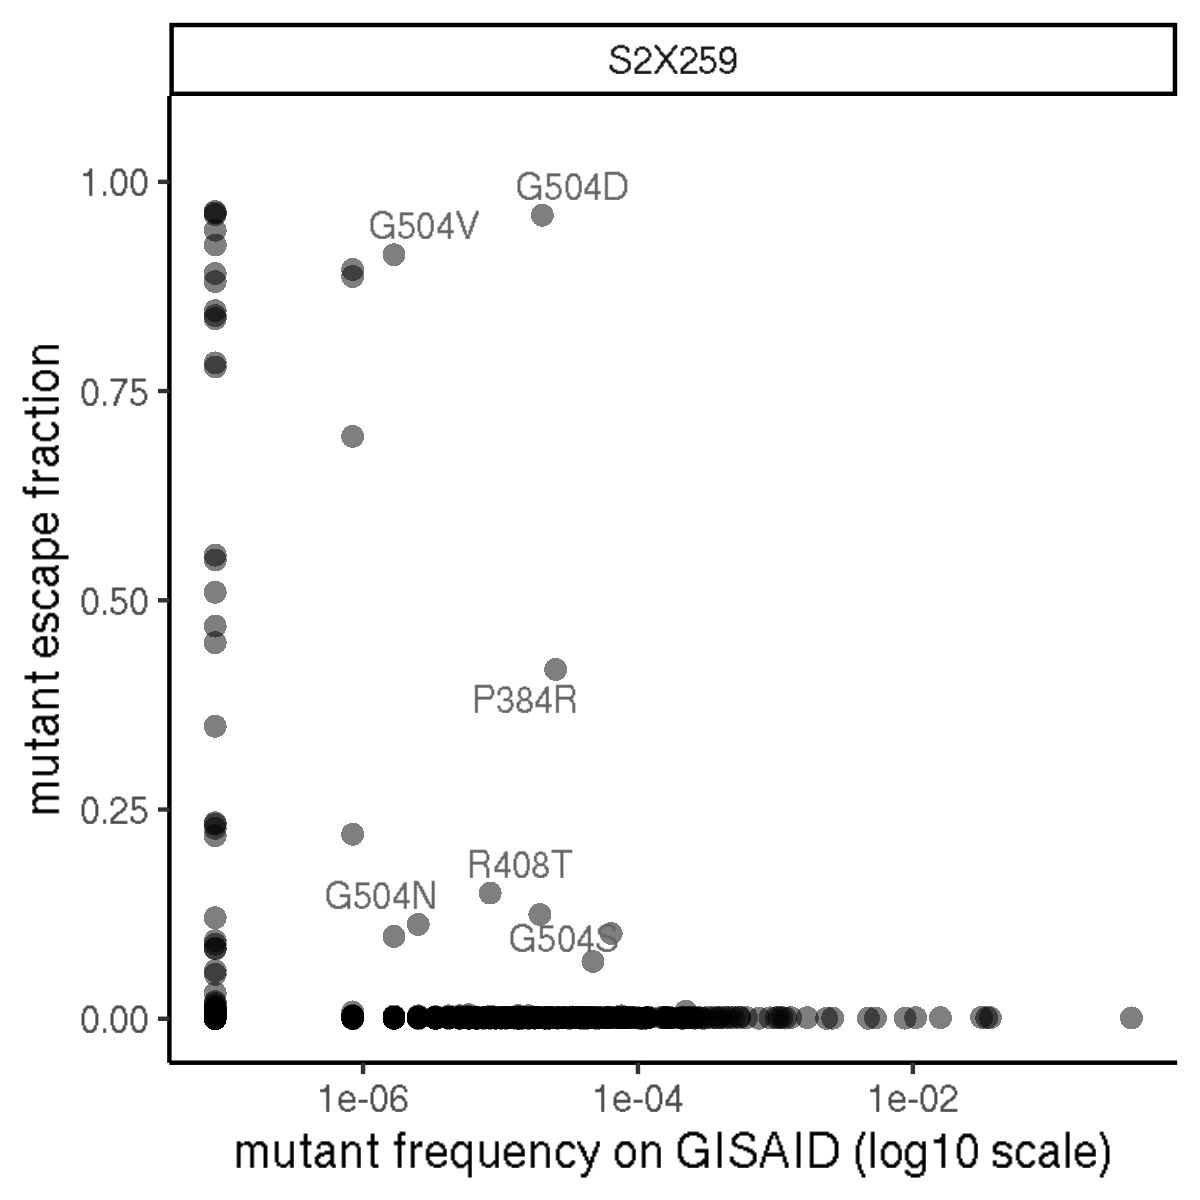 S2X259
mutant escape fraction
1.00
0.75
0.50
0.25
0.00
G504D
G504V
P384R
R408T
G504N
G504S
1e-06
1e-04
1e-02
mutant frequency on GISAID (log10 scale)